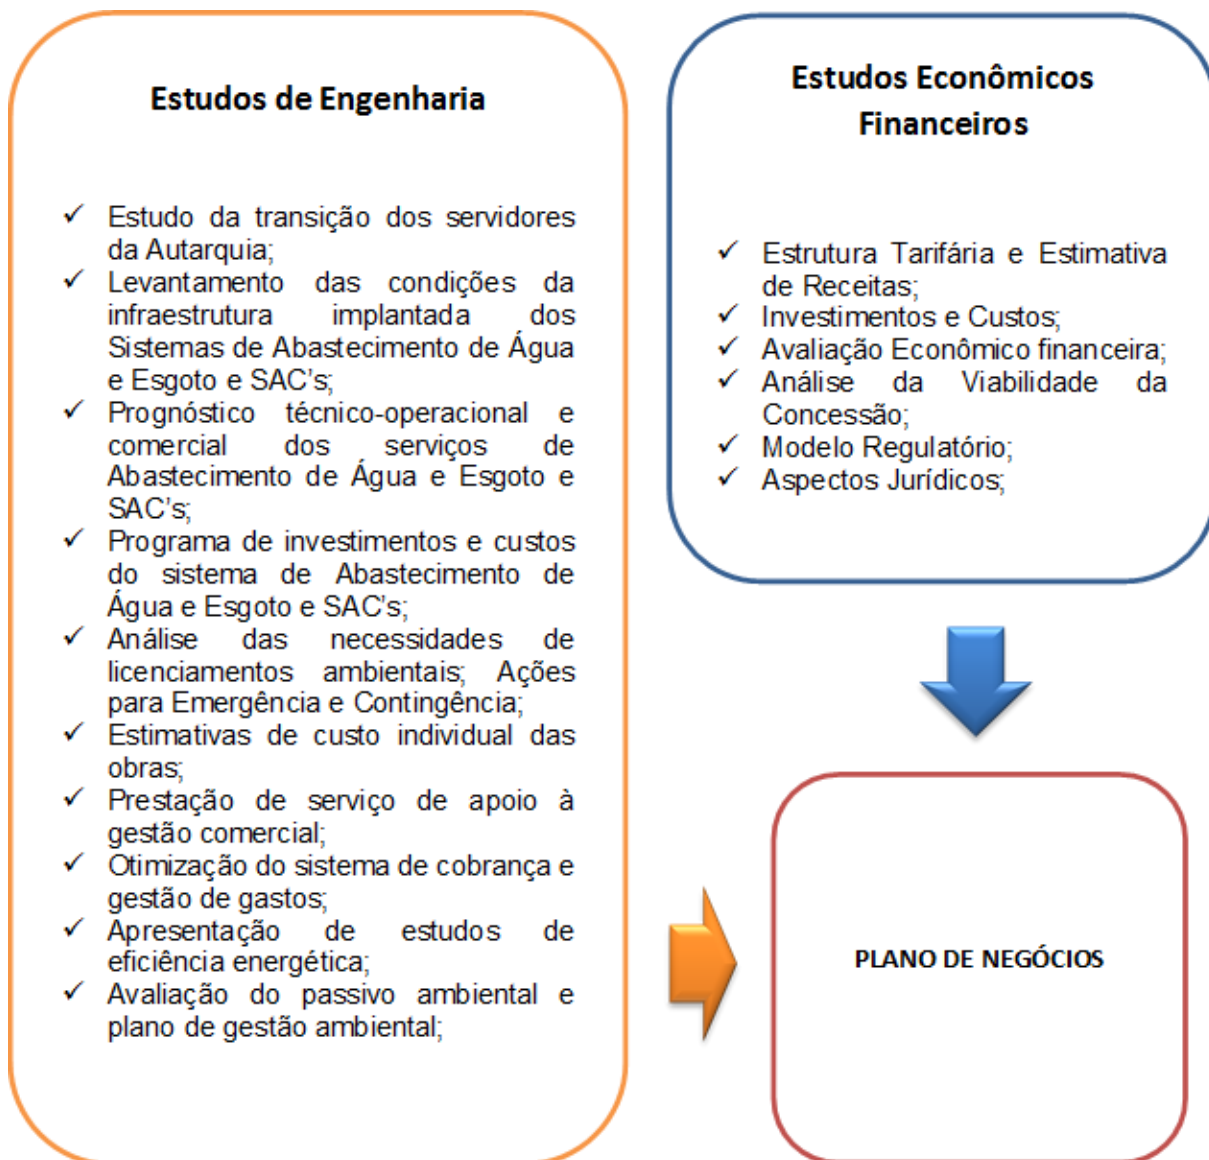 Estudos de Engenharia
✓ Estudo da transição dos servidores
da Autarquia;
✓ Levantamento das condições da
infraestrutura implantada dos
Sistemas de Abastecimento de Água
e Esgoto e SAC's;
✓ Prognóstico técnico-operacional e
comercial dos serviços de
Abastecimento de Água e Esgoto e
SAC's;
✓ Programa de investimentos e custos
do sistema de Abastecimento de
Água e Esgoto e SAC's;
✓ Análise das necessidades de
licenciamentos ambientais; Ações
para Emergência e Contingência;
✓ Estimativas de custo individual das
obras;
✓ Prestação de serviço de apoio à
gestão comercial;
✓ Otimização do sistema de cobrança e
gestão de gastos;
✓ Apresentação de estudos de
eficiência energética;
✓ Avaliação do passivo ambiental e
plano de gestão ambiental;
Estudos Econômicos
Financeiros
✓ Estrutura Tarifária e Estimativa
de Receitas;
✓ Investimentos e Custos;
✓ Avaliação Econômico financeira;
✓ Análise da Viabilidade da
Concessão;
✓ Modelo Regulatório;
✓ Aspectos Jurídicos;
PLANO DE NEGÓCIOS